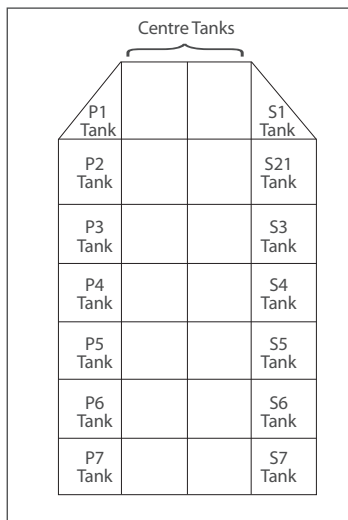 Centre Tanks
P1
Tank
S1
Tank
P2
Tank
S21
Tank
P3
Tank
S3
Tank
P4
Tank
S4
Tank
P5
Tank
S5
Tank
P6
Tank
S6
Tank
P7
Tank
S7
Tank